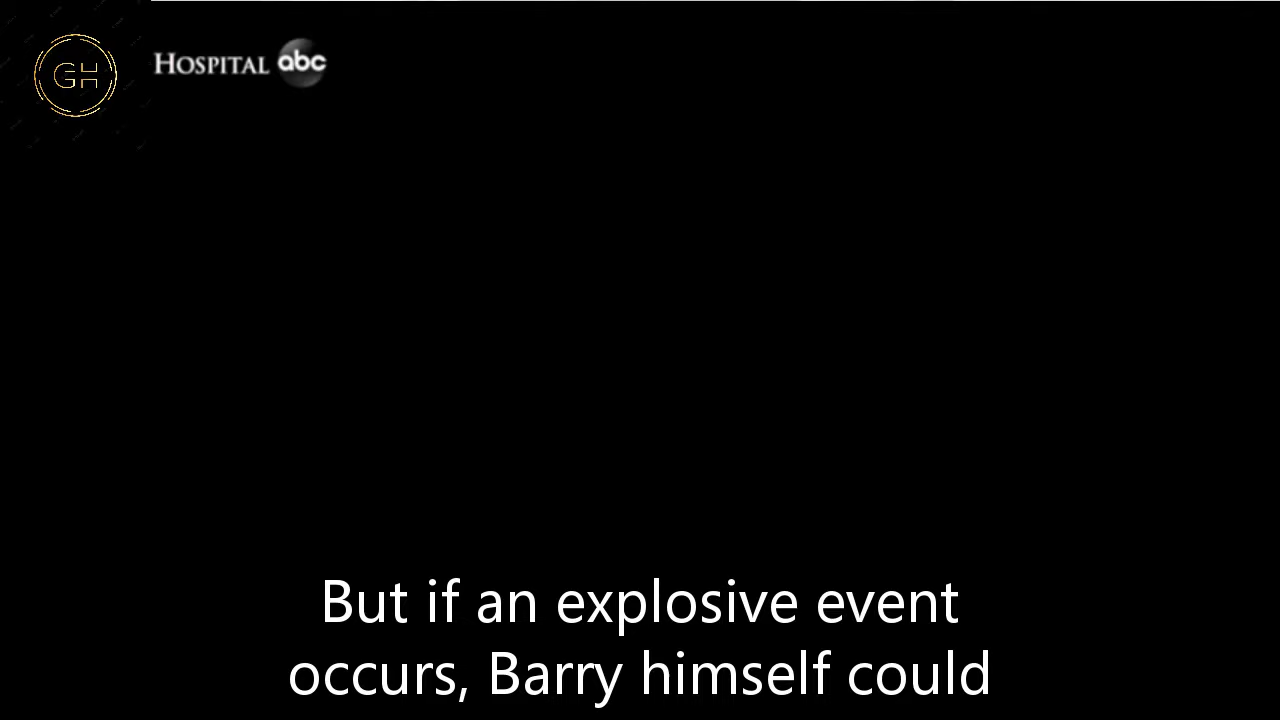 GH
HOSPITAL abc
But if an explosive event
occurs, Barry himself could